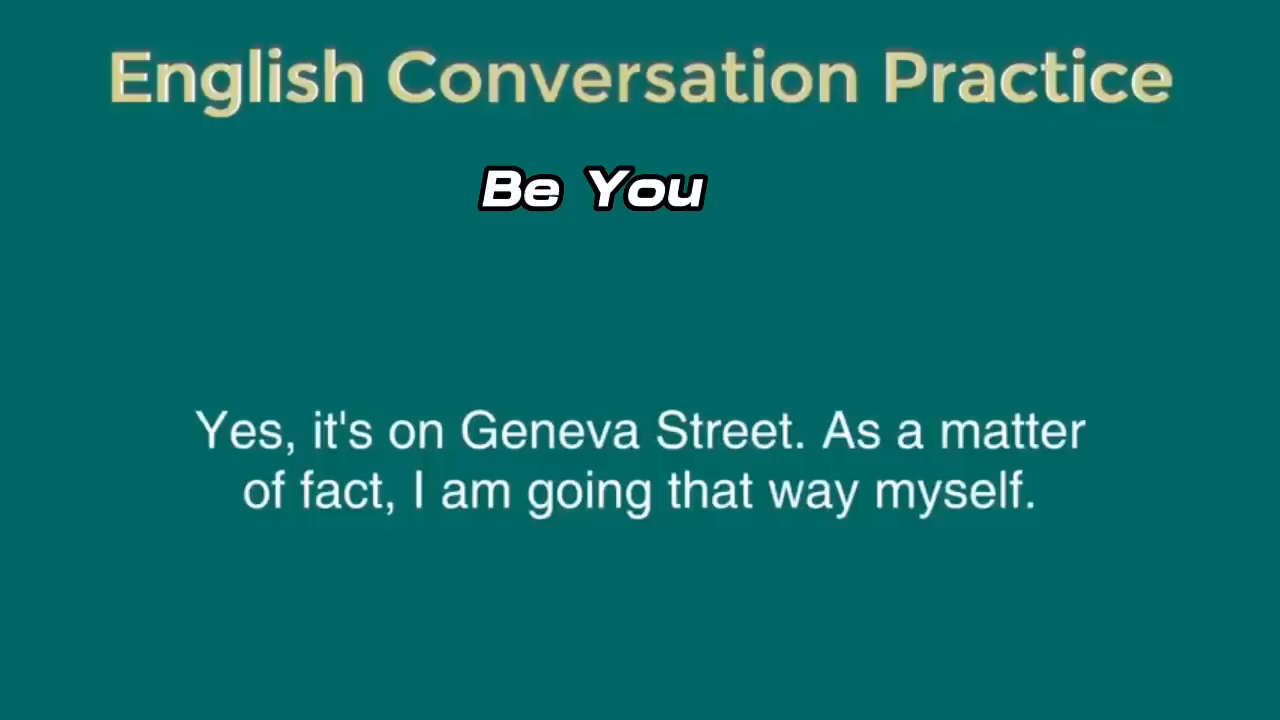 English Conversation Practice
Be You
Yes, it's on Geneva Street. As a matter
of fact, I am going that way myself.